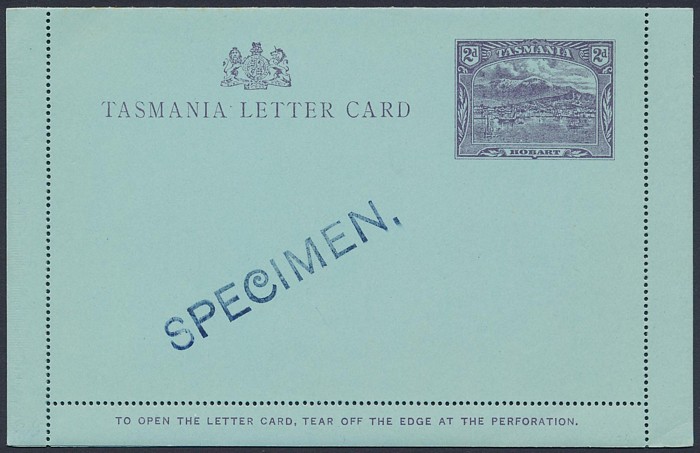 2d TASMANIA 2d
TASMANIA LETTER CARD
HOBART
SPECIMEN.
TO OPEN THE LETTER CARD, TEAR OFF THE EDGE AT THE PERFORATION.